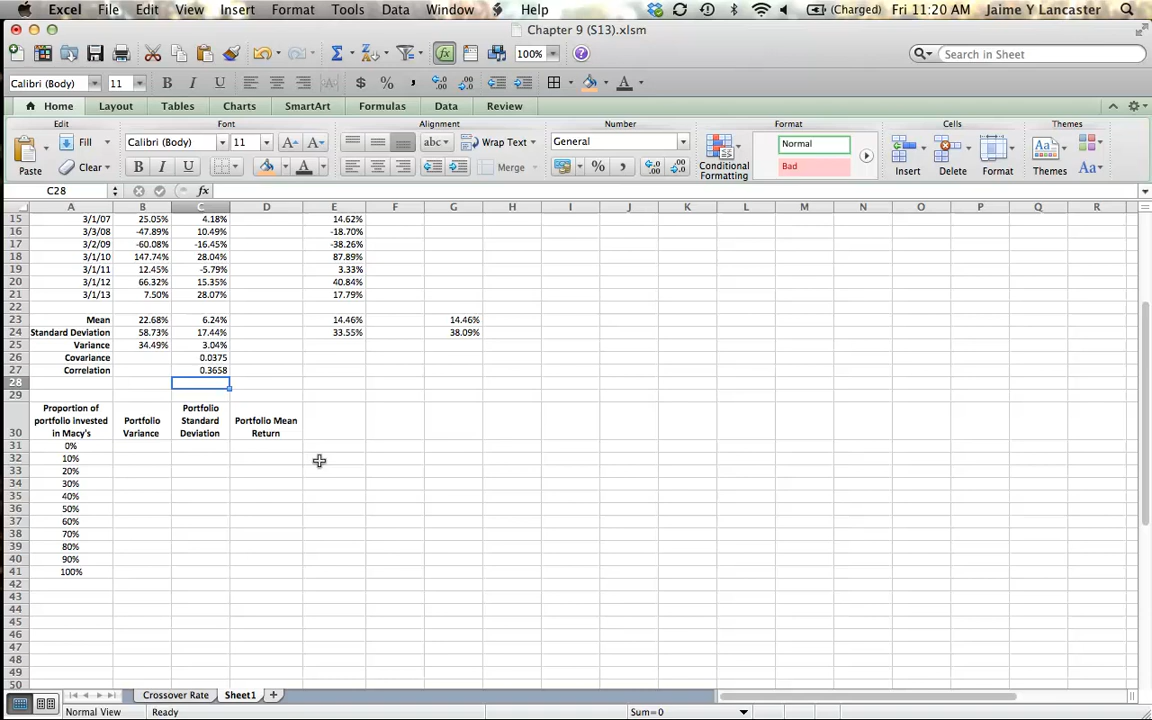 Excel File Edit View Insert Format Tools Data Window Help (Charged) Fri 11:20 AM Jaime Y Lancaster
Chapter 9 (S13).xlsm
100% Search in Sheet
Calibri (Body) 11 B I U $ %
Home Layout Tables Charts SmartArt Formulas Data Review
Edit Font Alignment Number Format Cells Themes
Paste Fill Clear Calibri (Body) 11 A A abc Wrap Text General Conditional Formatting Normal Insert Delete Format Themes Aa
B I U A Merge % Bad
C28 fx
A B C D E F G H I J K L M N O P Q R
15 3/1/07 25.05% 4.18% 14.62%
16 3/3/08 -47.89% 10.49% -18.70%
17 3/2/09 -60.08% -16.45% -38.26%
18 3/1/10 147.74% 28.04% 87.89%
19 3/1/11 12.45% -5.79% 3.33%
20 3/1/12 66.32% 15.35% 40.84%
21 3/1/13 7.50% 28.07% 17.79%
22
23 Mean 22.68% 6.24% 14.46% 14.46%
24 Standard Deviation 58.73% 17.44% 33.55% 38.09%
25 Variance 34.49% 3.04%
26 Covariance 0.0375
27 Correlation 0.3658
28
29
30 Proportion of portfolio invested in Macy's Portfolio Variance Portfolio Standard Deviation Portfolio Mean Return
31 0%
32 10%
33 20%
34 30%
35 40%
36 50%
37 60%
38 70%
39 80%
40 90%
41 100%
42
43
44
45
46
47
48
49
50
Crossover Rate Sheet1
Normal View Ready Sum=0